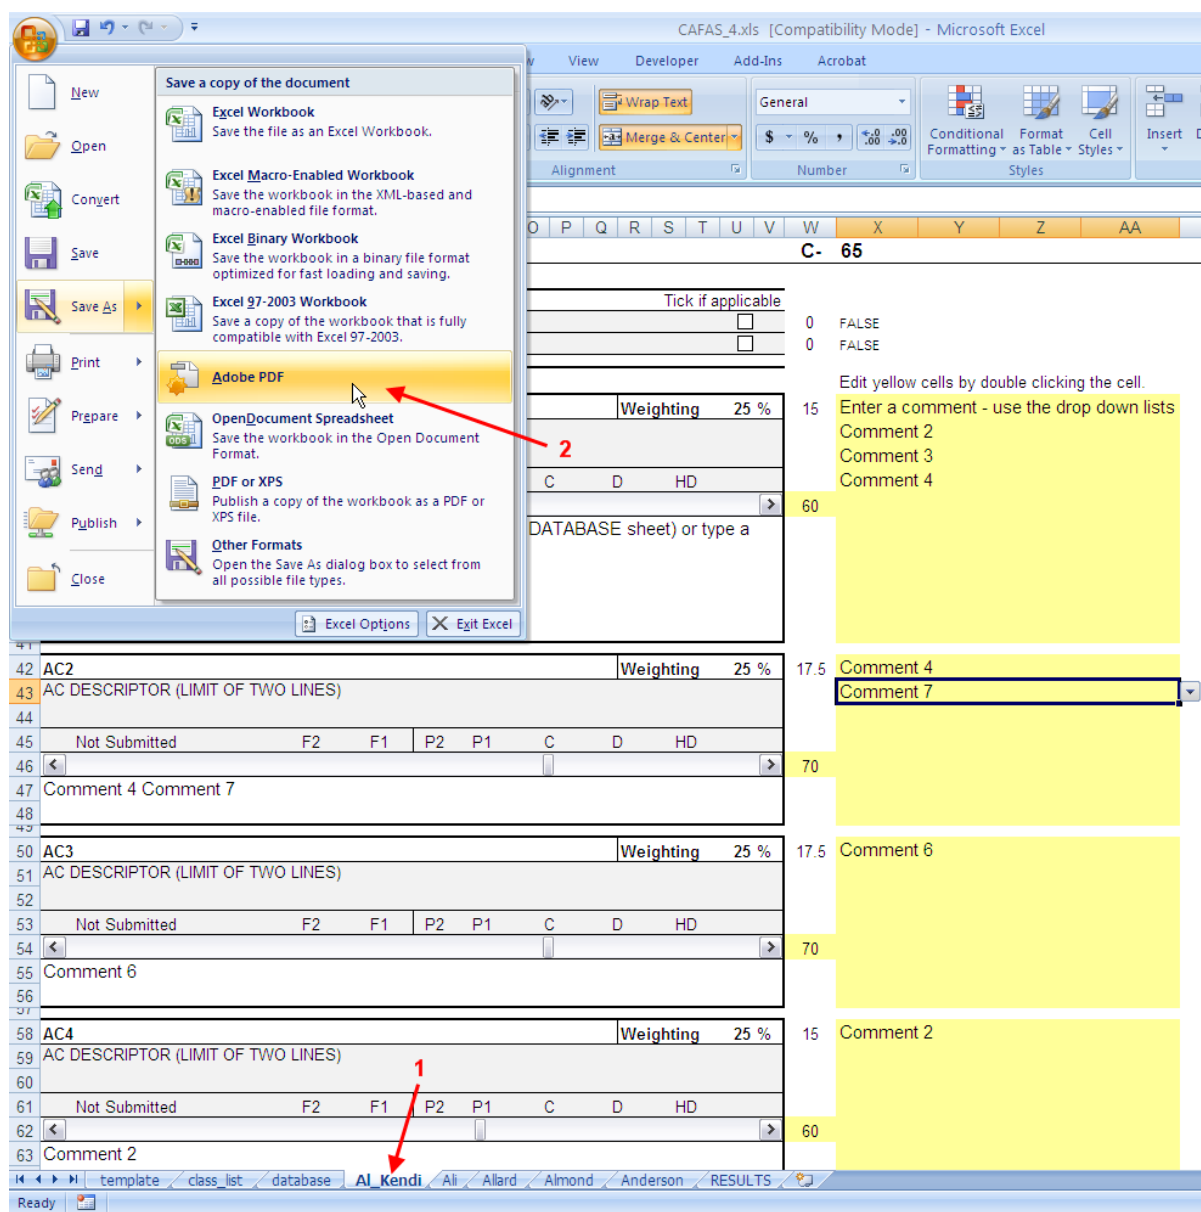 CAFAS_4.xls [Compatibility Mode] - Microsoft Excel
View Developer Add-Ins Acrobat
New
Open
Convert
Save
Save As
Print
Prepare
Send
Publish
Close
Save a copy of the document
Excel Workbook
Save the file as an Excel Workbook.
Excel Macro-Enabled Workbook
Save the workbook in the XML-based and
macro-enabled file format.
Excel Binary Workbook
Save the workbook in a binary file format
optimized for fast loading and saving.
Excel 97-2003 Workbook
Save a copy of the workbook that is fully
compatible with Excel 97-2003.
Adobe PDF
OpenDocument Spreadsheet
Save the workbook in the Open Document
Format.
PDF or XPS
Publish a copy of the workbook as a PDF or
XPS file.
Other Formats
Open the Save As dialog box to select from
all possible file types.
Excel Options Exit Excel
2
Wrap Text
Merge & Center
Alignment
General
$ % , .0 .00 .00 .0
Number
Conditional Formatting
Format as Table
Cell Styles
Styles
Insert
O P Q R S T U V W X Y Z AA
C- 65
Tick if applicable
0 FALSE
0 FALSE
Edit yellow cells by double clicking the cell.
Weighting 25 % 15 Enter a comment - use the drop down lists
Comment 2
Comment 3
Comment 4
C D HD
60
DATABASE sheet) or type a
41
42 AC2 Weighting 25 % 17.5 Comment 4
43 AC DESCRIPTOR (LIMIT OF TWO LINES) Comment 7
44
45 Not Submitted F2 F1 P2 P1 C D HD
46 70
47 Comment 4 Comment 7
48
49
50 AC3 Weighting 25 % 17.5 Comment 6
51 AC DESCRIPTOR (LIMIT OF TWO LINES)
52
53 Not Submitted F2 F1 P2 P1 C D HD
54 70
55 Comment 6
56
57
58 AC4 Weighting 25 % 15 Comment 2
59 AC DESCRIPTOR (LIMIT OF TWO LINES)
60
1
61 Not Submitted F2 F1 P2 P1 C D HD
62 60
63 Comment 2
template class_list database Al_Kendi Ali Allard Almond Anderson RESULTS
Ready